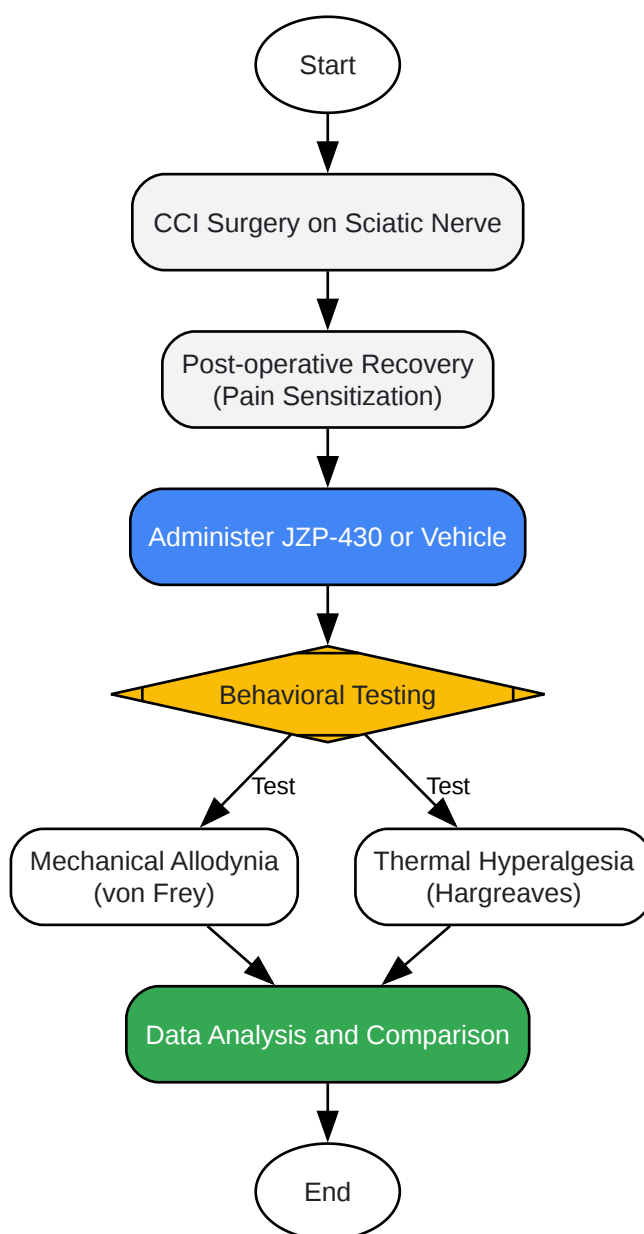 Start
CCI Surgery on Sciatic Nerve
Post-operative Recovery
(Pain Sensitization)
Administer JZP-430 or Vehicle
Behavioral Testing
Test
Test
Mechanical Allodynia
(von Frey)
Thermal Hyperalgesia
(Hargreaves)
Data Analysis and Comparison
End